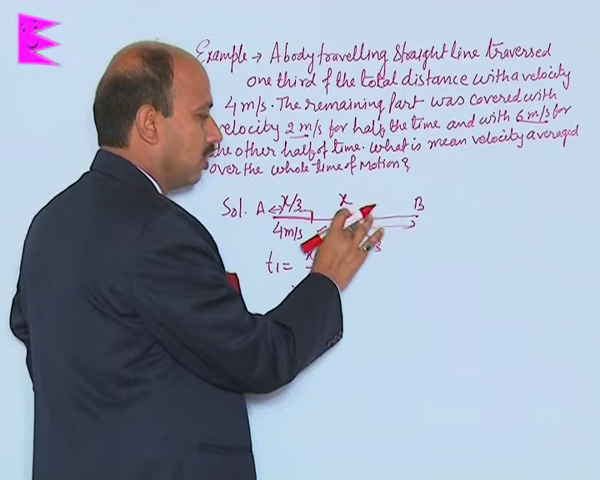 Example → A body travelling straight line traversed
one third of the total distance with a velocity
4 m/s. The remaining part was covered with
velocity 2 m/s for half the time and with 6 m/s for
the other half of time. What is mean velocity averaged
over the whole time of Motion?
Sol. A x/3 x B
4 m/s
t1 = x